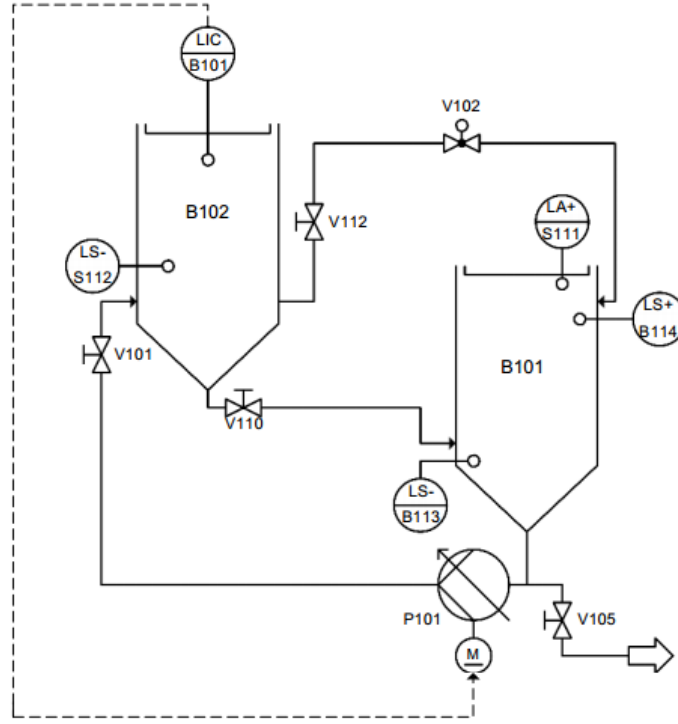 LIC
B101
V102
LA+
S111
B102
V112
LS-
S112
LS+
B114
V101
B101
V110
LS-
B113
P101
V105
M